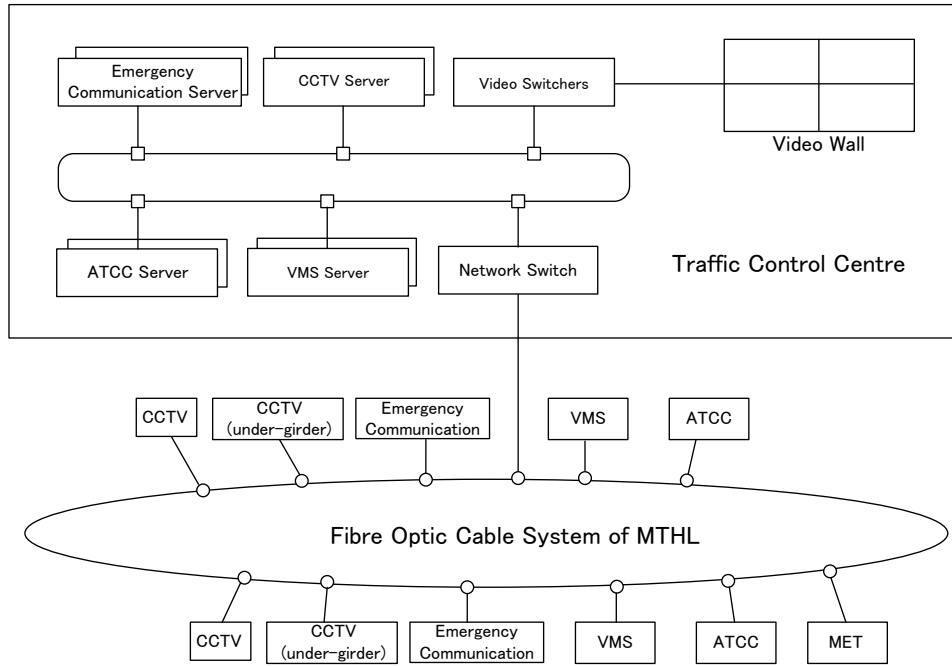 Emergency
Communication Server
CCTV Server
Video Switchers
Video Wall
ATCC Server
VMS Server
Network Switch
Traffic Control Centre
CCTV
CCTV
(under-girder)
Emergency
Communication
VMS
ATCC
Fibre Optic Cable System of MTHL
CCTV
CCTV
(under-girder)
Emergency
Communication
VMS
ATCC
MET